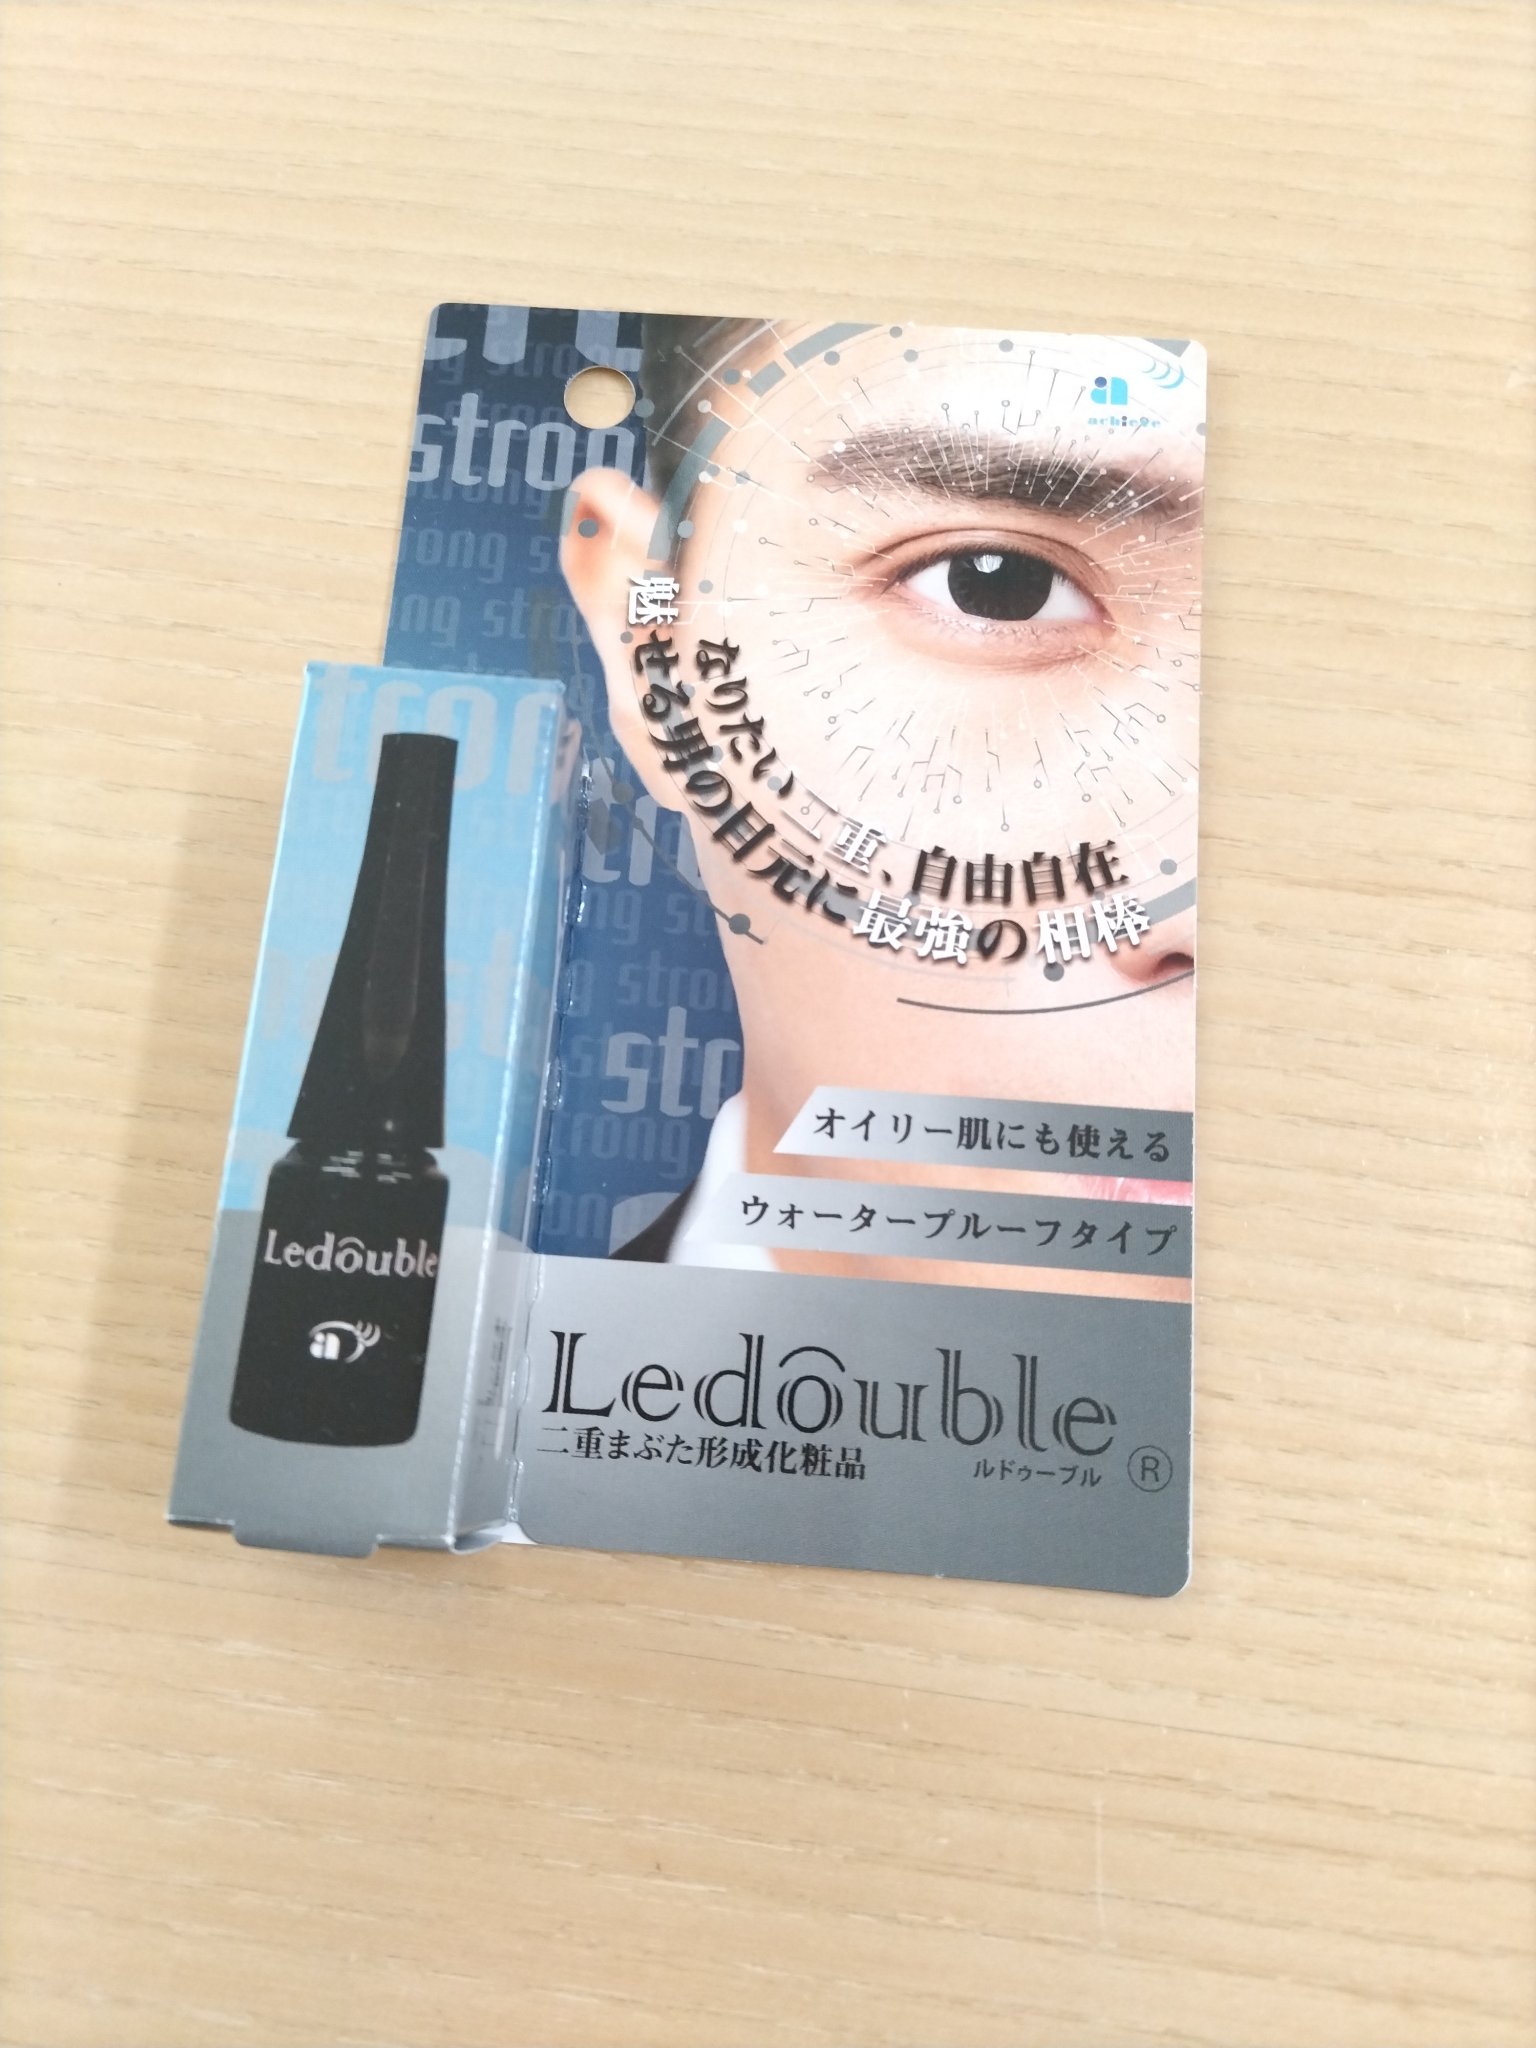 achieve
strong
なりたい二重、自由自在
魅せる男の目元に最強の相棒
オイリー肌にも使える
ウォータープルーフタイプ
Ledouble
二重まぶた形成化粧品
ルドゥーブル
®
Ledouble
a